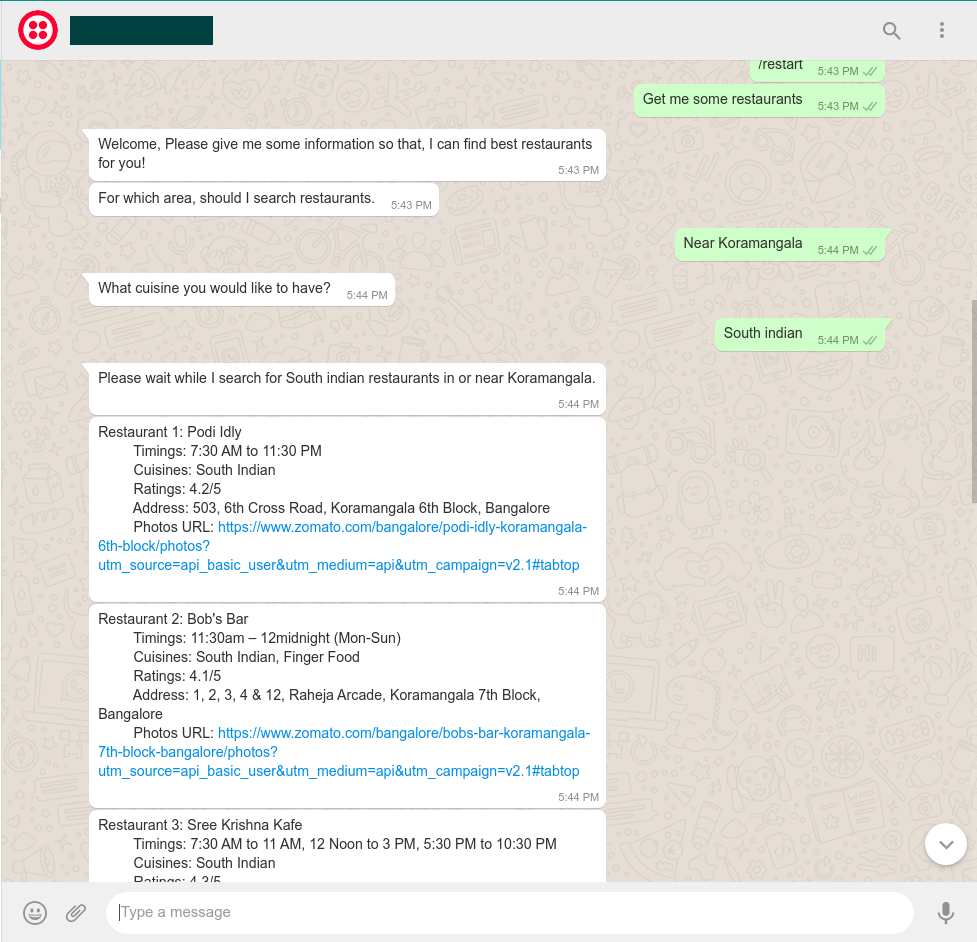 /restart
5:43 PM
Get me some restaurants
5:43 PM
Welcome, Please give me some information so that, I can find best restaurants
for you!
5:43 PM
For which area, should I search restaurants.
5:43 PM
Near Koramangala
5:44 PM
What cuisine you would like to have?
5:44 PM
South indian
5:44 PM
Please wait while I search for South indian restaurants in or near Koramangala.
5:44 PM
Restaurant 1: Podi Idly
Timings: 7:30 AM to 11:30 PM
Cuisines: South Indian
Ratings: 4.2/5
Address: 503, 6th Cross Road, Koramangala 6th Block, Bangalore
Photos URL: https://www.zomato.com/bangalore/podi-idly-koramangala-
6th-block/photos?
utm_source=api_basic_user&utm_medium=api&utm_campaign=v2.1#tabtop
5:44 PM
Restaurant 2: Bob's Bar
Timings: 11:30am – 12midnight (Mon-Sun)
Cuisines: South Indian, Finger Food
Ratings: 4.1/5
Address: 1, 2, 3, 4 & 12, Raheja Arcade, Koramangala 7th Block,
Bangalore
Photos URL: https://www.zomato.com/bangalore/bobs-bar-koramangala-
7th-block-bangalore/photos?
utm_source=api_basic_user&utm_medium=api&utm_campaign=v2.1#tabtop
5:44 PM
Restaurant 3: Sree Krishna Kafe
Timings: 7:30 AM to 11 AM, 12 Noon to 3 PM, 5:30 PM to 10:30 PM
Cuisines: South Indian
Ratings: 4.3/5
Type a message